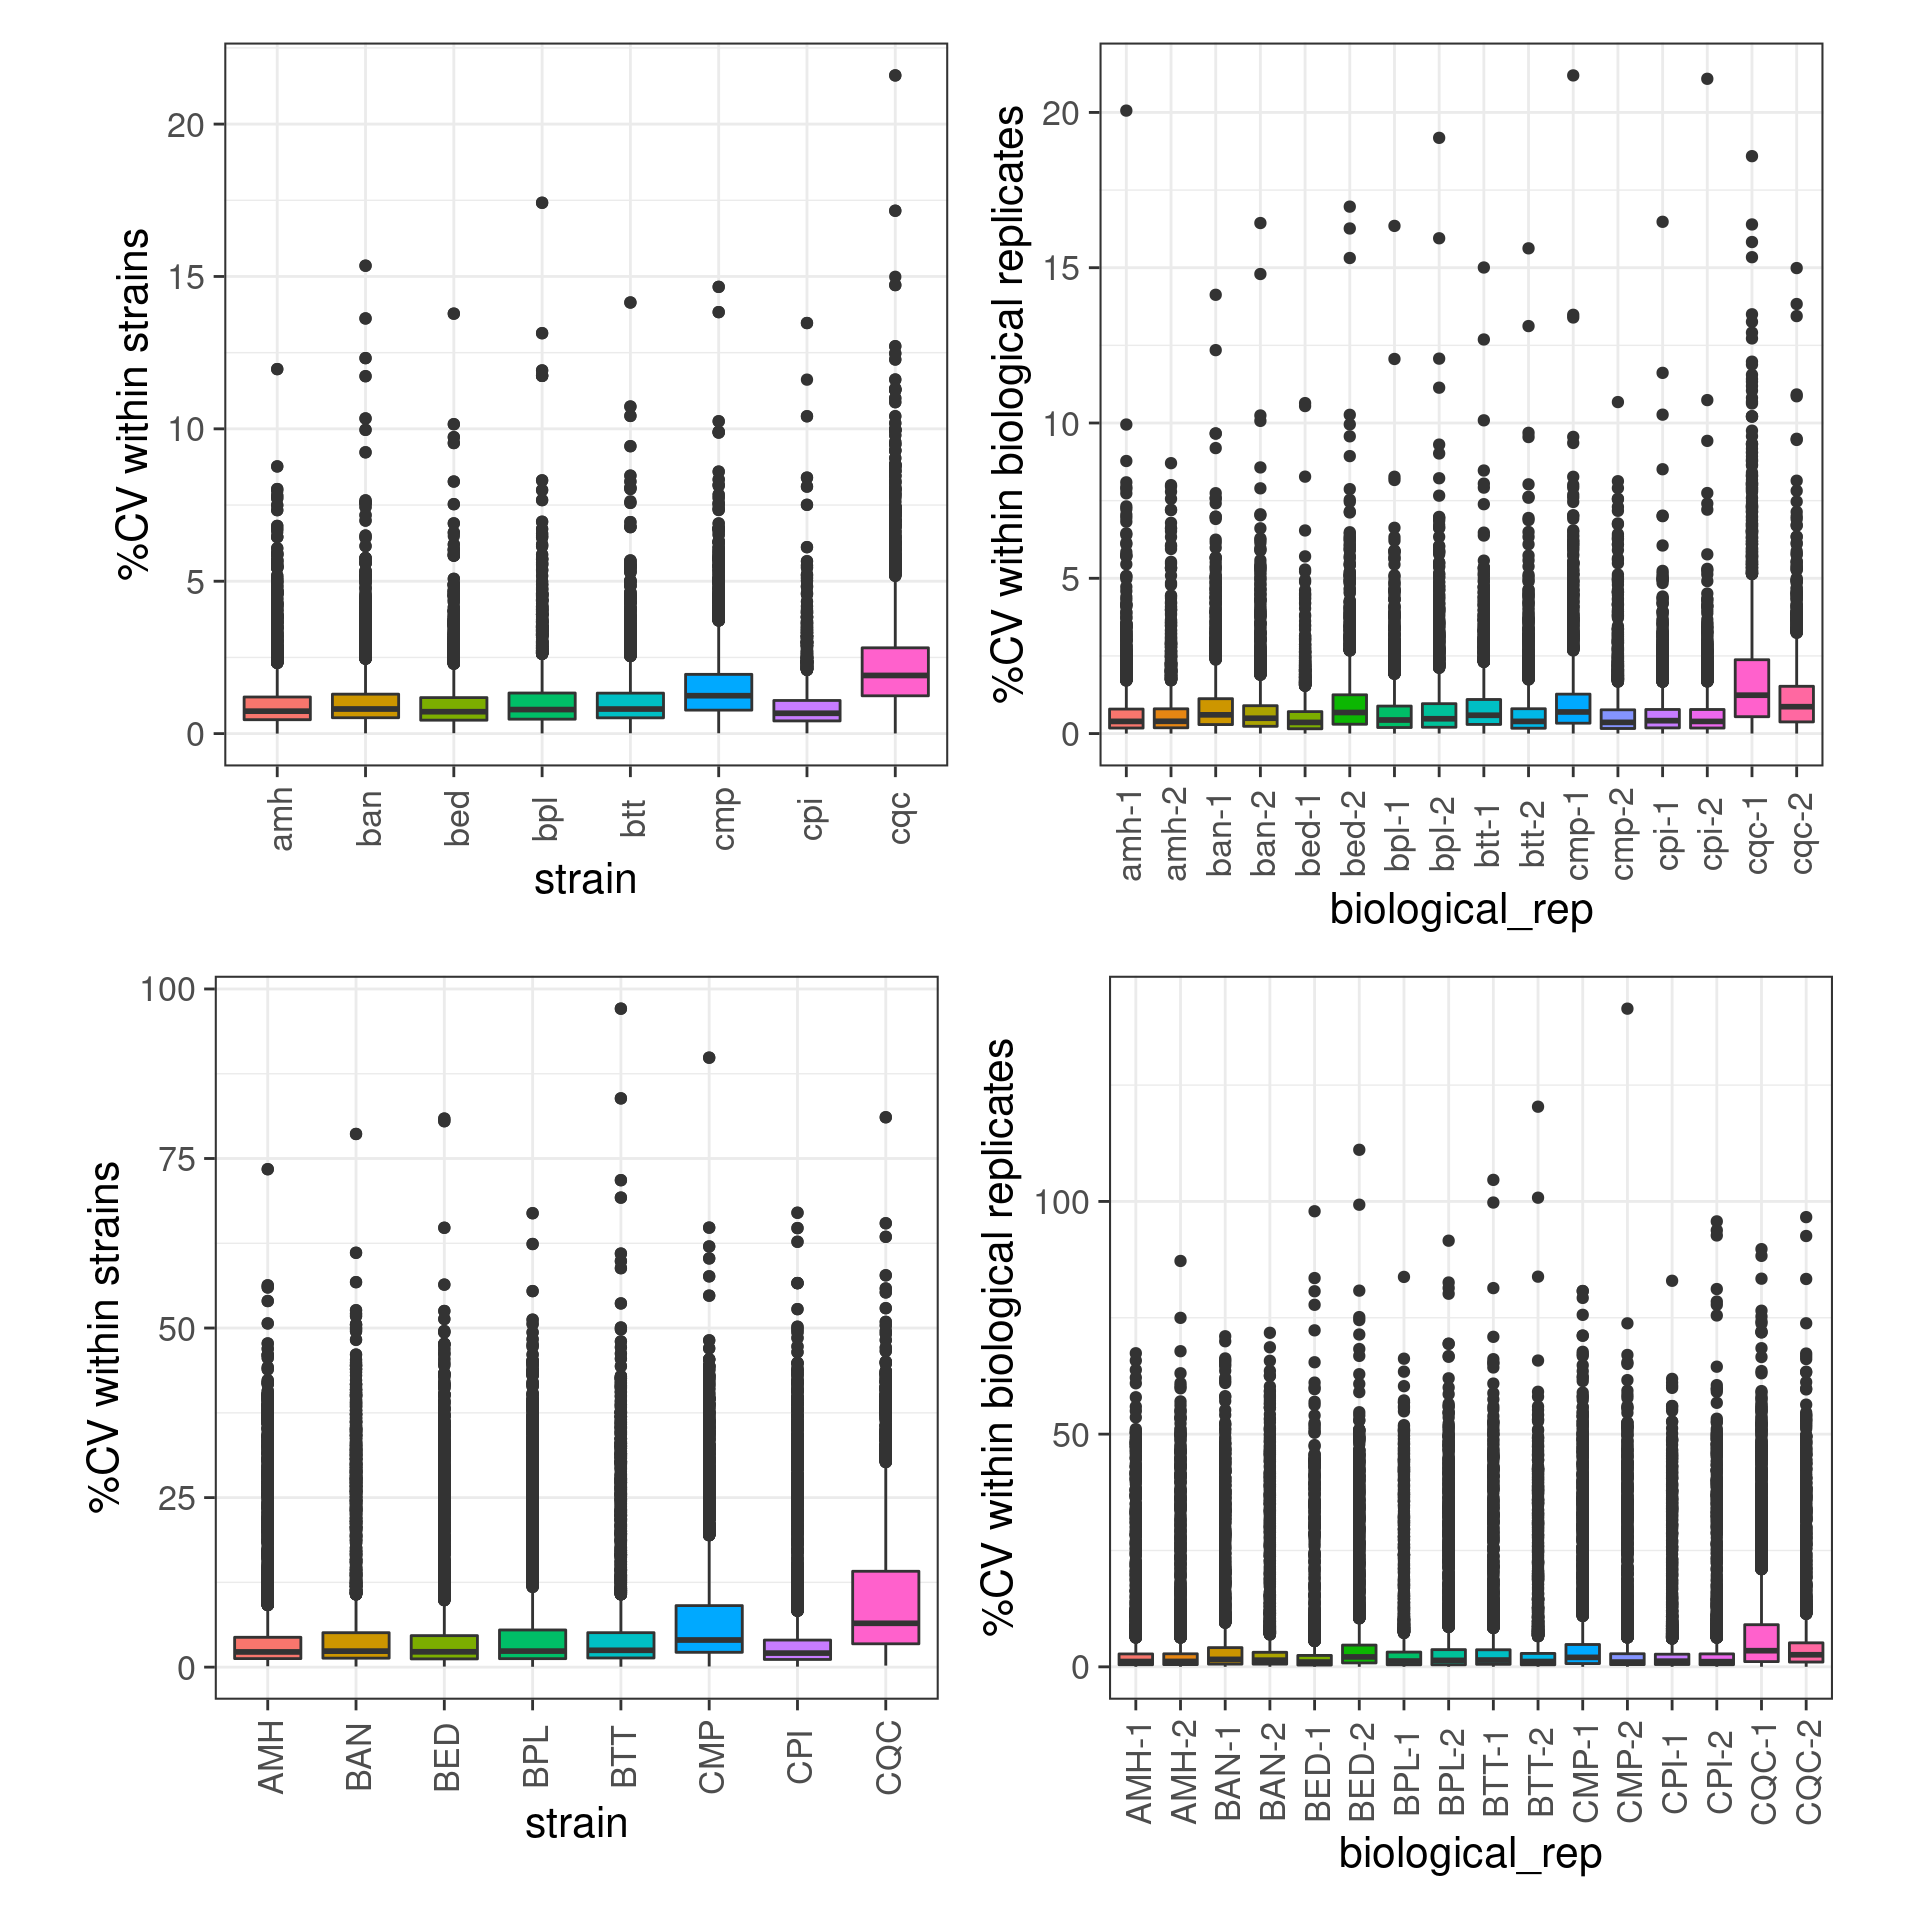 %CV within strains
20
15
10
5
0
amh ban bed bpl btt cmp cpi cqc
strain
%CV within biological replicates
20
15
10
5
0
amh-1 amh-2 ban-1 ban-2 bed-1 bed-2 bpl-1 bpl-2 btt-1 btt-2 cmp-1 cmp-2 cpi-1 cpi-2 cqc-1 cqc-2
biological_rep
%CV within strains
100
75
50
25
0
AMH BAN BED BPL BTT CMP CPI CQC
strain
%CV within biological replicates
100
50
0
AMH-1 AMH-2 BAN-1 BAN-2 BED-1 BED-2 BPL-1 BPL-2 BTT-1 BTT-2 CMP-1 CMP-2 CPI-1 CPI-2 CQC-1 CQC-2
biological_rep